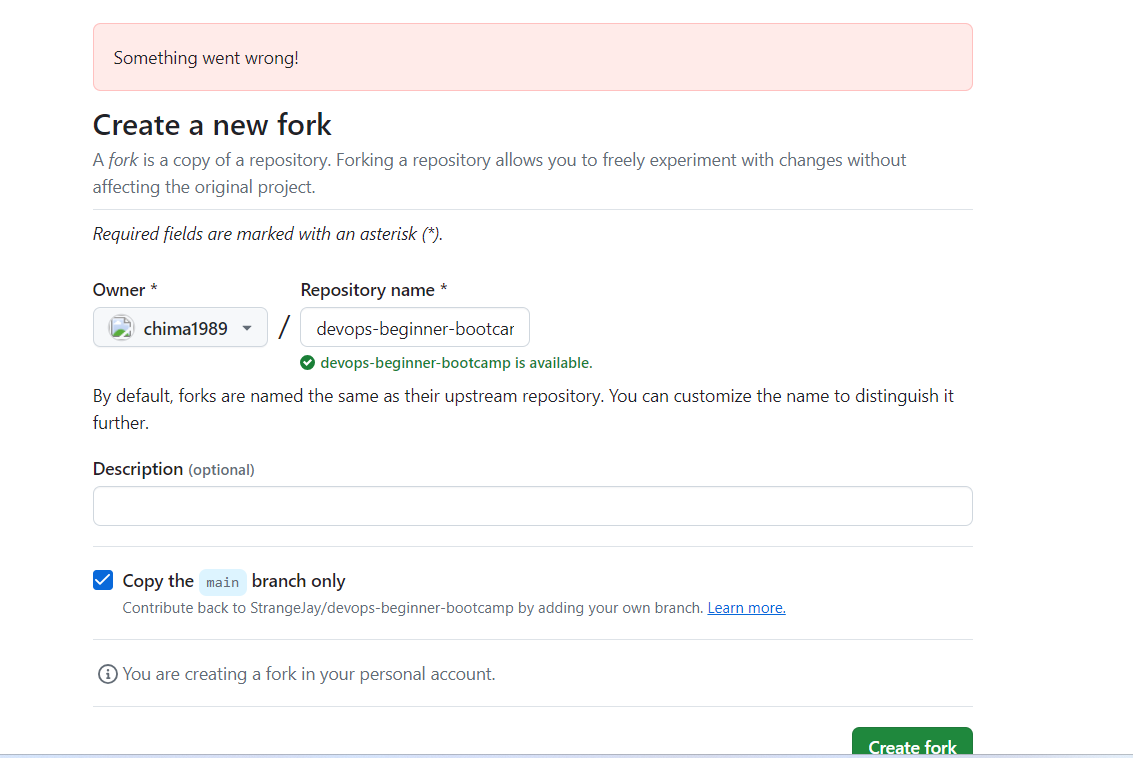 Something went wrong!
Create a new fork
A fork is a copy of a repository. Forking a repository allows you to freely experiment with changes without
affecting the original project.
Required fields are marked with an asterisk (*).
Owner *
Repository name *
chima1989
/
devops-beginner-bootcar
devops-beginner-bootcamp is available.
By default, forks are named the same as their upstream repository. You can customize the name to distinguish it
further.
Description (optional)
Copy the main branch only
Contribute back to StrangeJay/devops-beginner-bootcamp by adding your own branch. Learn more.
You are creating a fork in your personal account.
Create fork